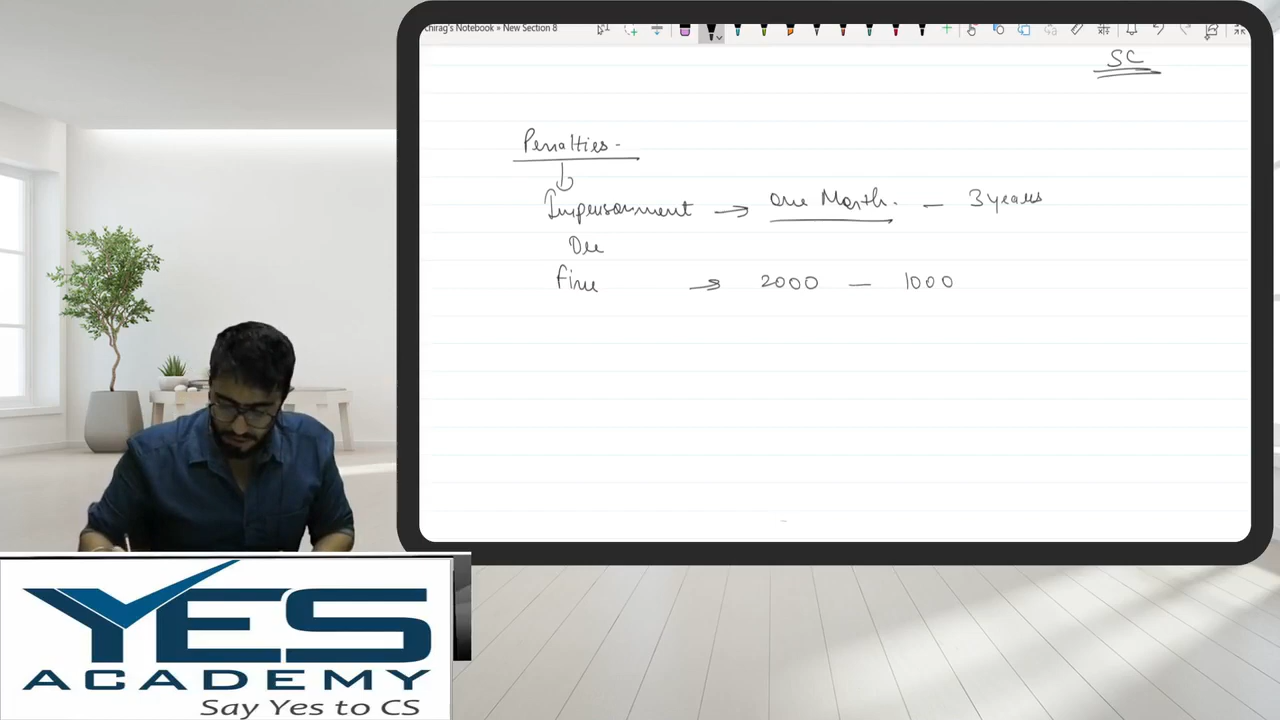 chirag's Notebook » New Section 8
SC
Penalties -
Impersonment → One Month. — 3 years
Or
Fine → 2000 — 1000
YES
ACADEMY
Say Yes to CS